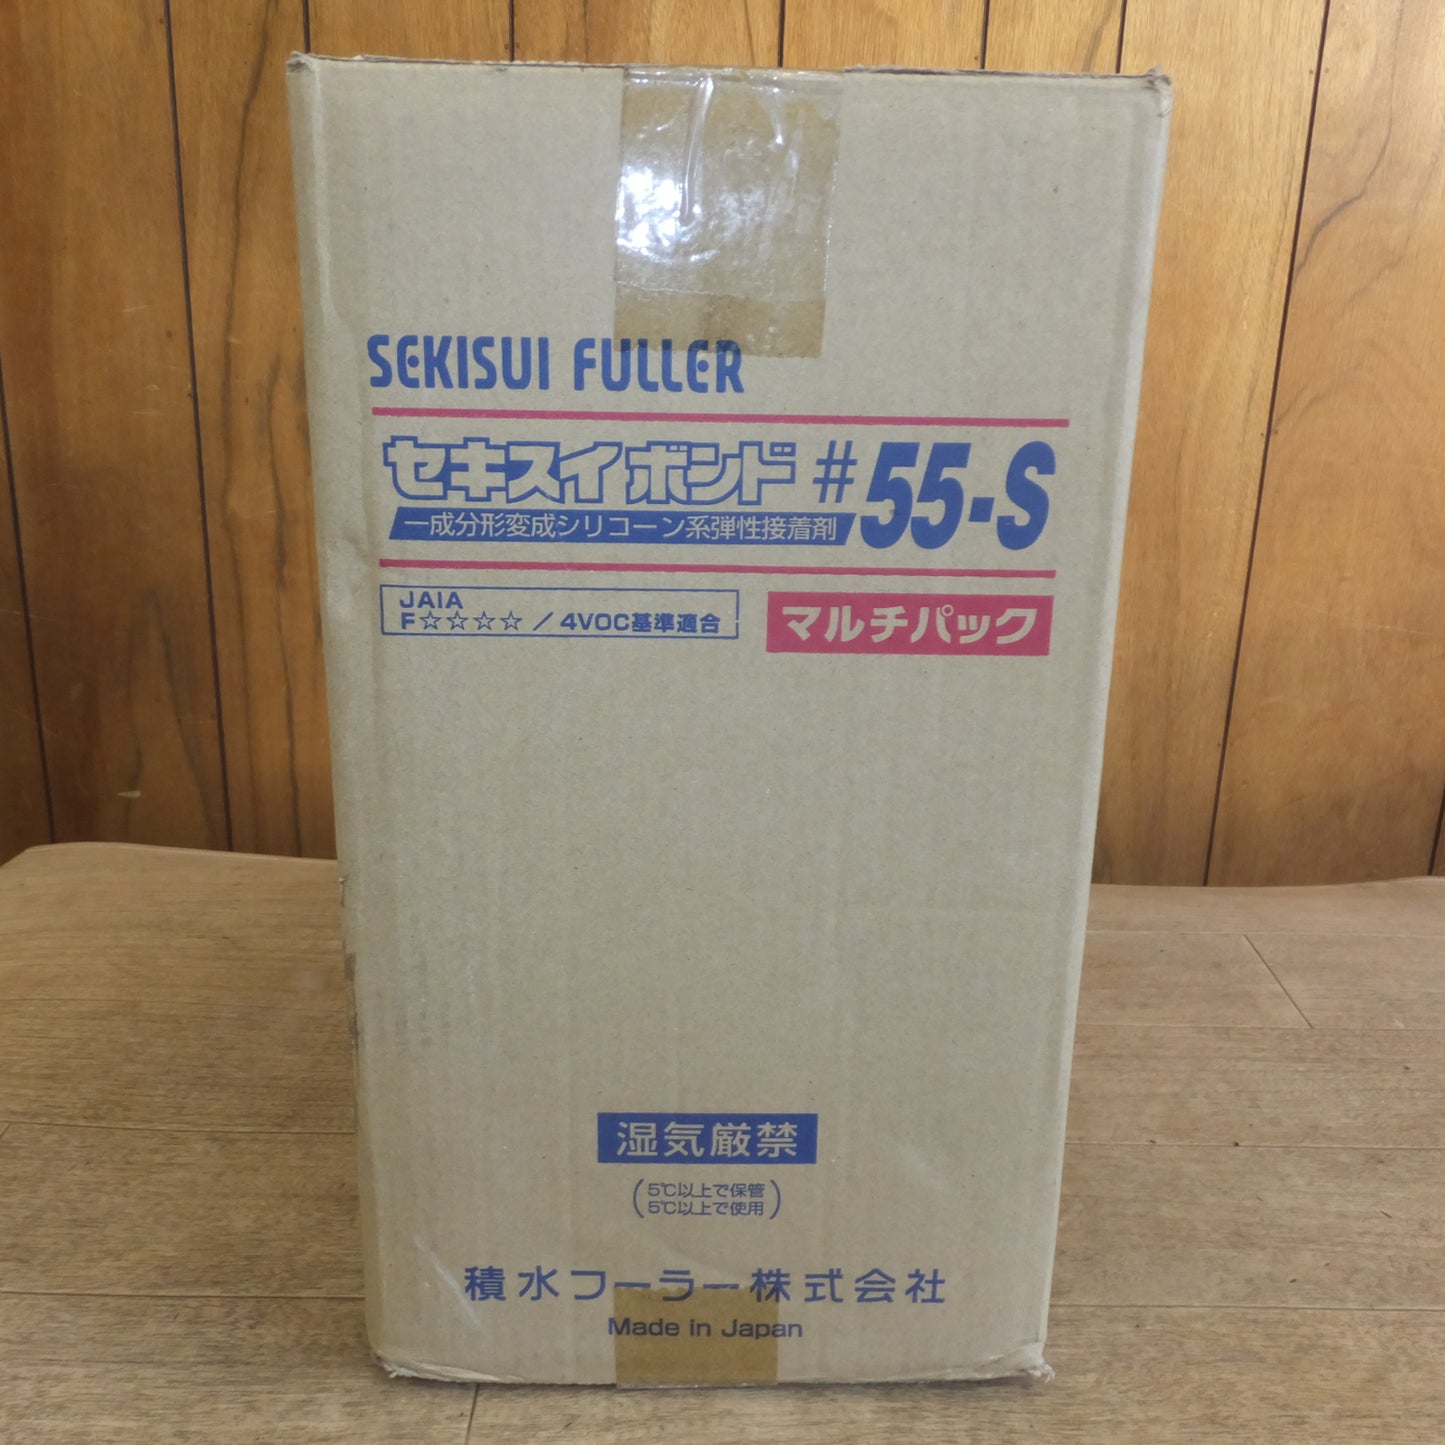 SEKISUI FULLER
セキスイボンド #55-S
一成分形変成シリコーン系弾性接着剤
JAIA
F☆☆☆☆ / 4VOC基準適合
マルチパック
湿気厳禁
(5℃以上で保管
5℃以上で使用)
積水フーラー株式会社
Made in Japan